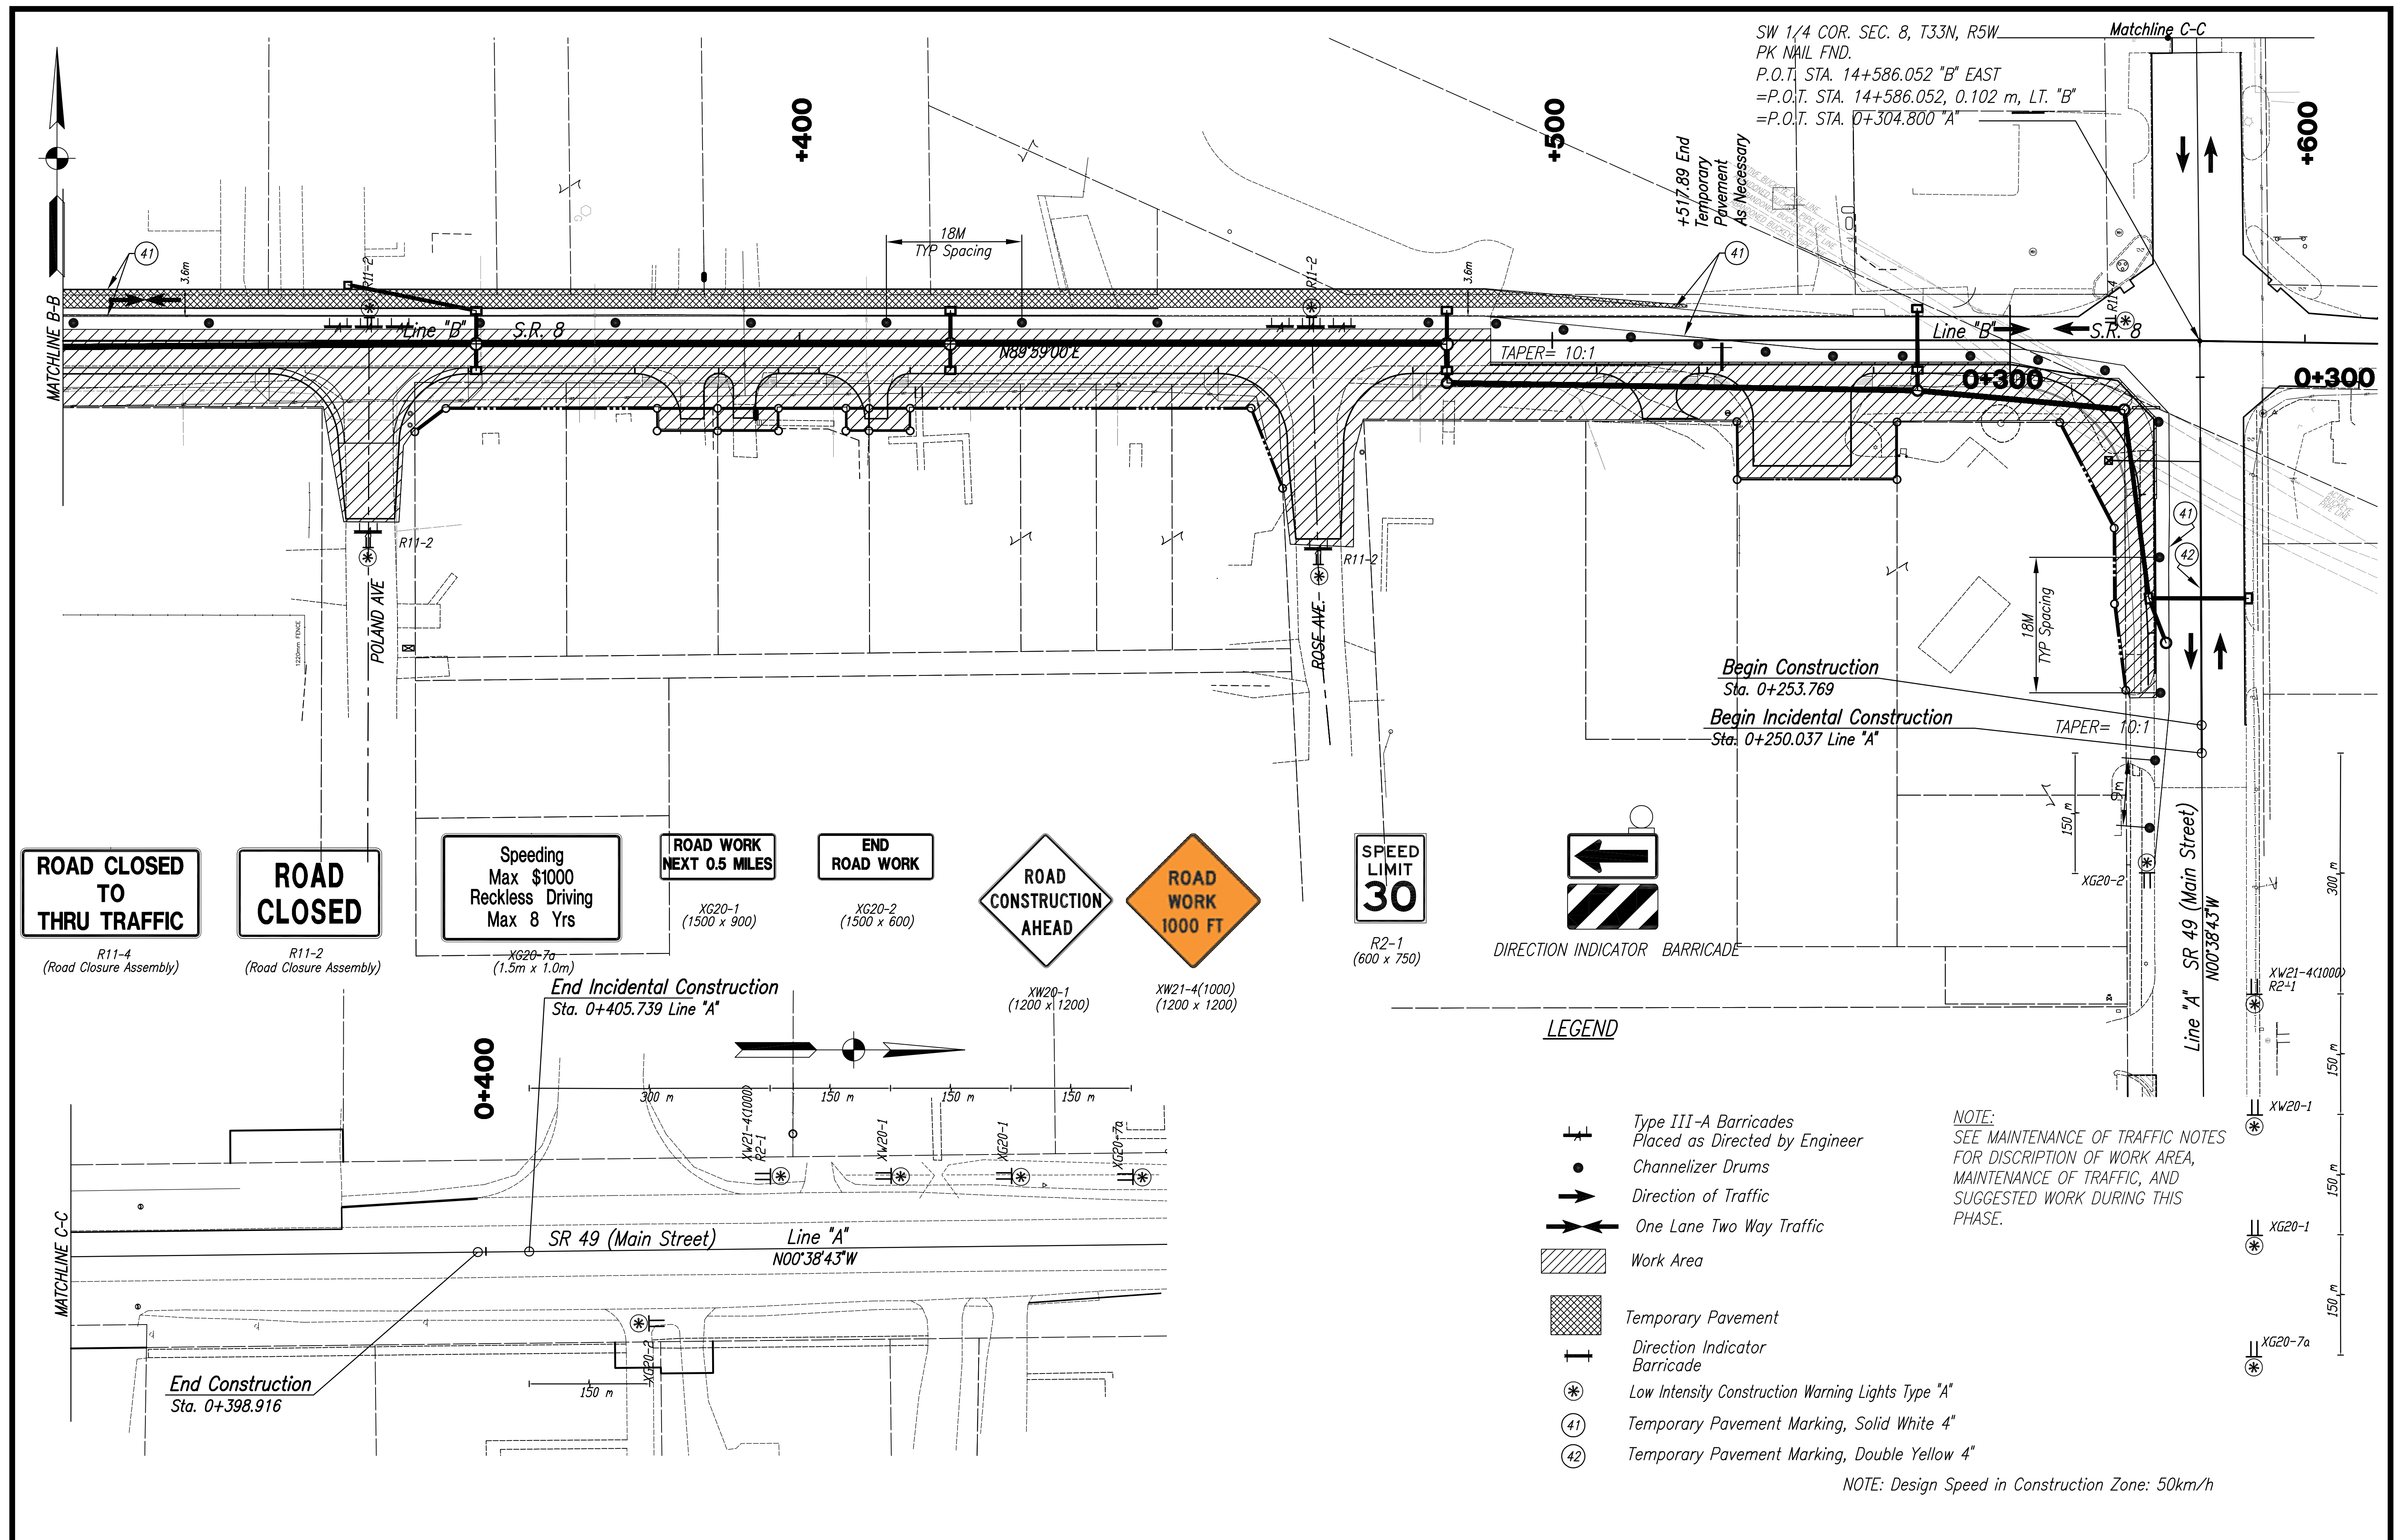 SW 1/4 COR. SEC. 8, T33N, R5W
PK NAIL FND.
P.O.T. STA. 14+586.052 "B" EAST
=P.O.T. STA. 14+586.052, 0.102 m, LT. "B"
=P.O.T. STA. 0+304.800 "A"
Matchline C-C
+400
+500
+600
+517.89 End
Temporary
Pavement
As Necessary
41
3.6m
R11-2
18M
TYP Spacing
R11-2
3.6m
41
R11-4
MATCHLINE B-B
Line "B"
S.R. 8
N89°59'00"E
TAPER= 10:1
Line "B"
S.R. 8
0+300
0+300
ACTIVE
BUCKEYE
PIPE LINE
R11-2
POLAND AVE
1220mm FENCE
R11-2
ROSE AVE.
41
42
18M
TYP Spacing
Begin Construction
Sta. 0+253.769
Begin Incidental Construction
Sta. 0+250.037 Line "A"
TAPER= 10:1
9m
150 m
XG20-2
Line "A" SR 49 (Main Street)
N00°38'43"W
300 m
XW21-4(1000)
R2-1
150 m
XW20-1
150 m
XG20-1
150 m
XG20-7a
ROAD CLOSED
TO
THRU TRAFFIC
R11-4
(Road Closure Assembly)
ROAD
CLOSED
R11-2
(Road Closure Assembly)
Speeding
Max $1000
Reckless Driving
Max 8 Yrs
XG20-7a
(1.5m x 1.0m)
ROAD WORK
NEXT 0.5 MILES
XG20-1
(1500 x 900)
END
ROAD WORK
XG20-2
(1500 x 600)
ROAD
CONSTRUCTION
AHEAD
XW20-1
(1200 x 1200)
ROAD
WORK
1000 FT
XW21-4(1000)
(1200 x 1200)
SPEED
LIMIT
30
R2-1
(600 x 750)
DIRECTION INDICATOR BARRICADE
End Incidental Construction
Sta. 0+405.739 Line "A"
0+400
300 m
150 m
150 m
150 m
XW21-4(1000)
R2-1
XW20-1
XG20-1
XG20-7a
MATCHLINE C-C
SR 49 (Main Street)
Line "A"
N00°38'43"W
XG20-2
150 m
End Construction
Sta. 0+398.916
LEGEND
Type III-A Barricades
Placed as Directed by Engineer
Channelizer Drums
Direction of Traffic
One Lane Two Way Traffic
Work Area
Temporary Pavement
Direction Indicator
Barricade
Low Intensity Construction Warning Lights Type "A"
41 Temporary Pavement Marking, Solid White 4"
42 Temporary Pavement Marking, Double Yellow 4"
NOTE:
SEE MAINTENANCE OF TRAFFIC NOTES
FOR DISCRIPTION OF WORK AREA,
MAINTENANCE OF TRAFFIC, AND
SUGGESTED WORK DURING THIS
PHASE.
NOTE: Design Speed in Construction Zone: 50km/h